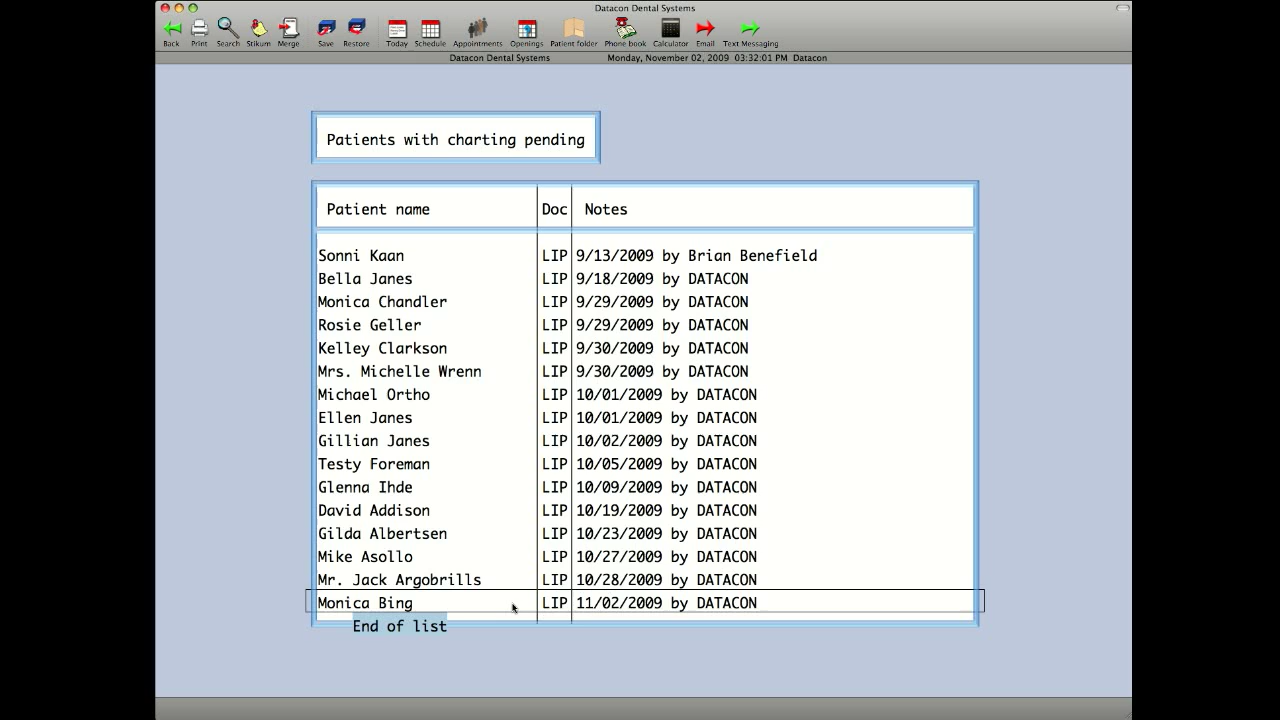 Datacon Dental Systems
Back Print Search Stikum Merge Save Restore Today Schedule Appointments Openings Patient folder Phone book Calculator Email Text Messaging
Datacon Dental Systems Monday, November 02, 2009 03:32:01 PM Datacon
Patients with charting pending
Patient name Doc Notes
Sonni Kaan LIP 9/13/2009 by Brian Benefield
Bella Janes LIP 9/18/2009 by DATACON
Monica Chandler LIP 9/29/2009 by DATACON
Rosie Geller LIP 9/29/2009 by DATACON
Kelley Clarkson LIP 9/30/2009 by DATACON
Mrs. Michelle Wrenn LIP 9/30/2009 by DATACON
Michael Ortho LIP 10/01/2009 by DATACON
Ellen Janes LIP 10/01/2009 by DATACON
Gillian Janes LIP 10/02/2009 by DATACON
Testy Foreman LIP 10/05/2009 by DATACON
Glenna Ihde LIP 10/09/2009 by DATACON
David Addison LIP 10/19/2009 by DATACON
Gilda Albertsen LIP 10/23/2009 by DATACON
Mike Asollo LIP 10/27/2009 by DATACON
Mr. Jack Argobrills LIP 10/28/2009 by DATACON
Monica Bing LIP 11/02/2009 by DATACON
End of list